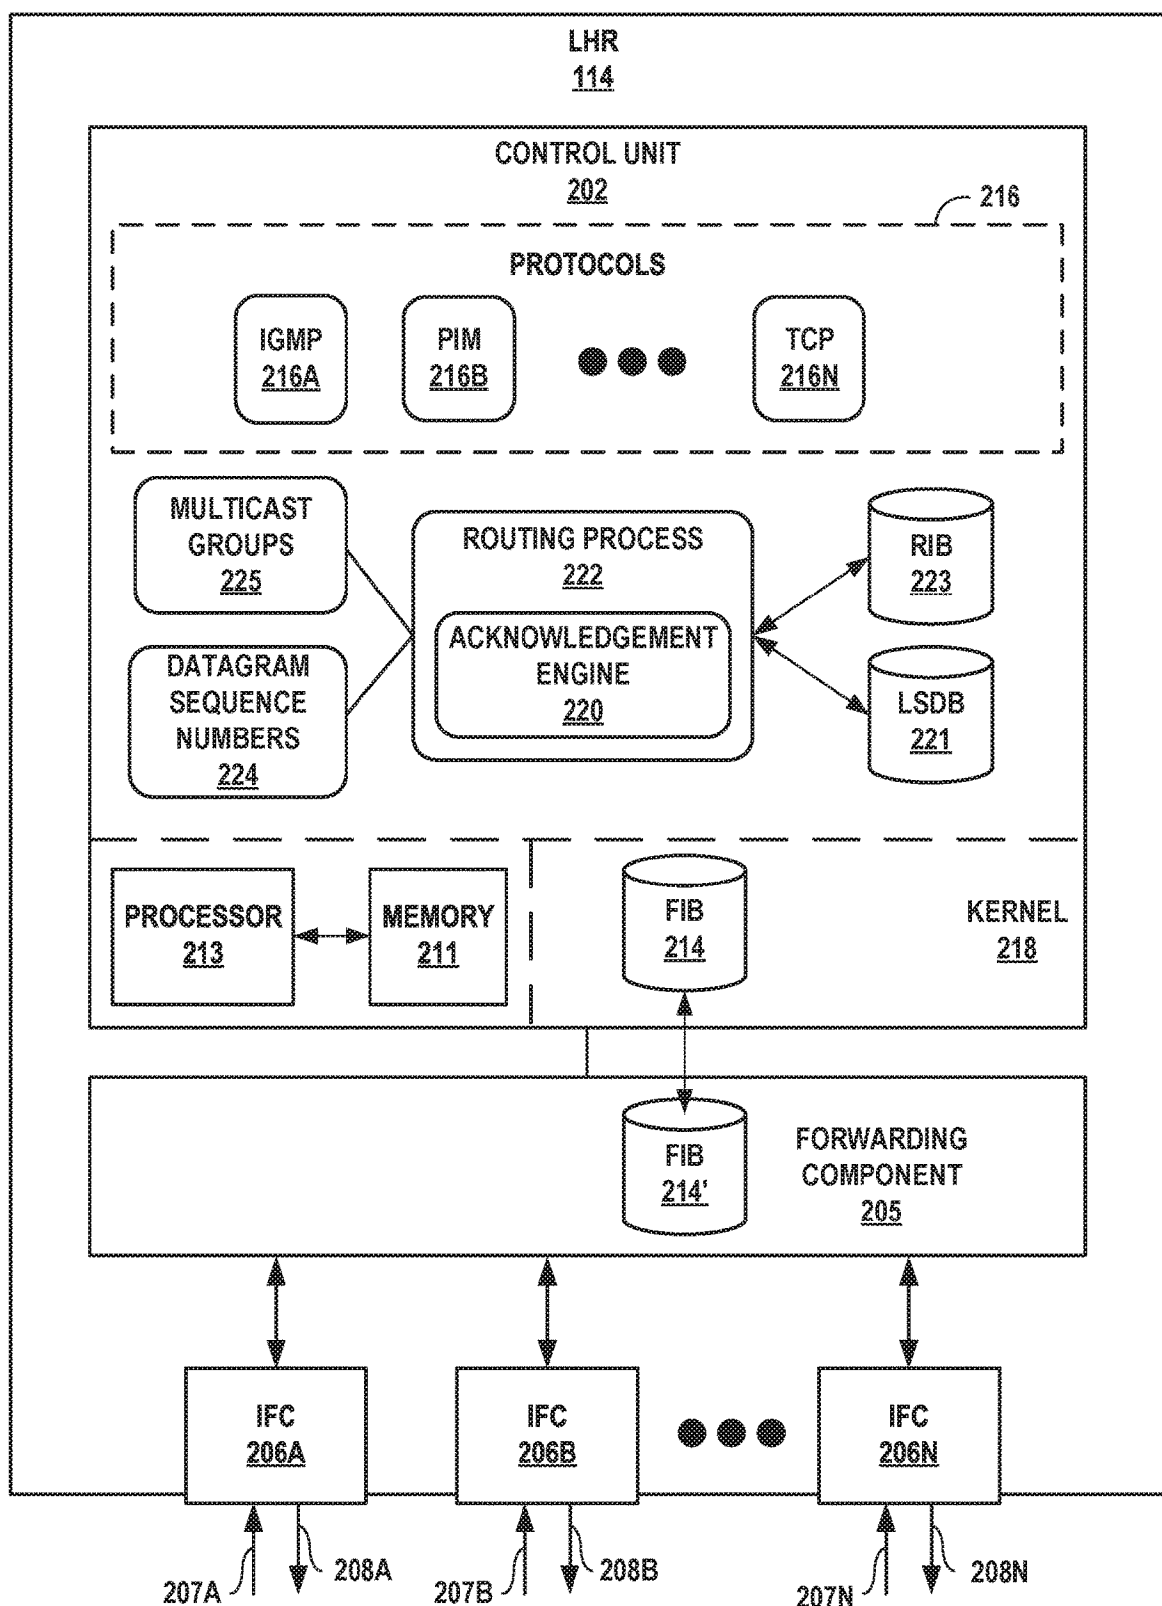 LHR
114
CONTROL UNIT
202
216
PROTOCOLS
IGMP
216A
PIM
216B
TCP
216N
MULTICAST
GROUPS
225
DATAGRAM
SEQUENCE
NUMBERS
224
ROUTING PROCESS
222
ACKNOWLEDGEMENT
ENGINE
220
RIB
223
LSDB
221
PROCESSOR
213
MEMORY
211
FIB
214
KERNEL
218
FIB
214'
FORWARDING
COMPONENT
205
IFC
206A
IFC
206B
IFC
206N
207A
208A
207B
208B
207N
208N